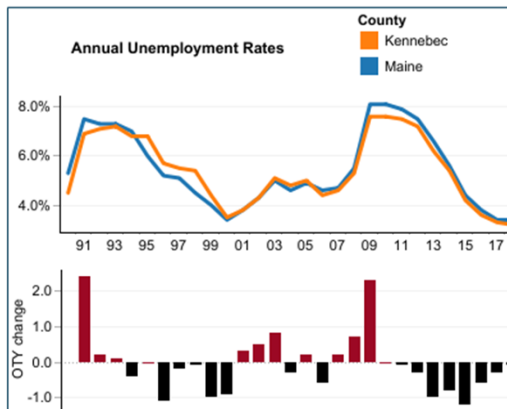 County
Annual Unemployment Rates
Kennebec
Maine
8.0%
6.0%
4.0%
91 93 95 97 99 01 03 05 07 09 11 13 15 17
OTY change
2.0
1.0
0.0
-1.0